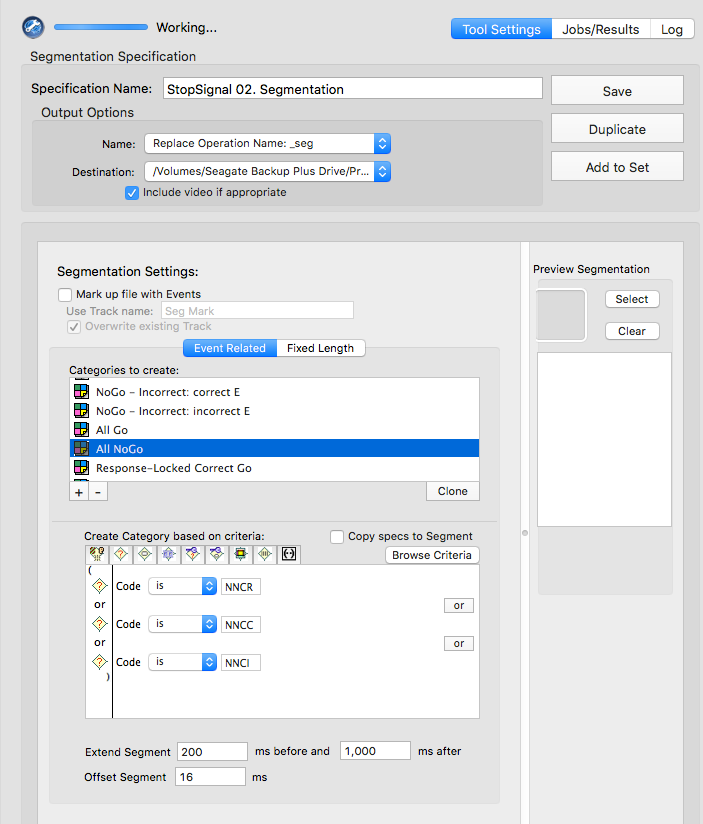 Working...
Tool Settings Jobs/Results Log
Segmentation Specification
Specification Name: StopSignal 02. Segmentation Save
Output Options
Duplicate
Name: Replace Operation Name: _seg
Destination: /Volumes/Seagate Backup Plus Drive/Pr... Add to Set
Include video if appropriate
Segmentation Settings: Preview Segmentation
Mark up file with Events Select
Use Track name: Seg Mark
Overwrite existing Track Clear
Event Related Fixed Length
Categories to create:
NoGo - Incorrect: correct E
NoGo - Incorrect: incorrect E
All Go
All NoGo
Response-Locked Correct Go
+ - Clone
Create Category based on criteria: Copy specs to Segment
Browse Criteria
(
Code is NNCR
or or
Code is NNCC
or or
Code is NNCI
)
Extend Segment 200 ms before and 1,000 ms after
Offset Segment 16 ms